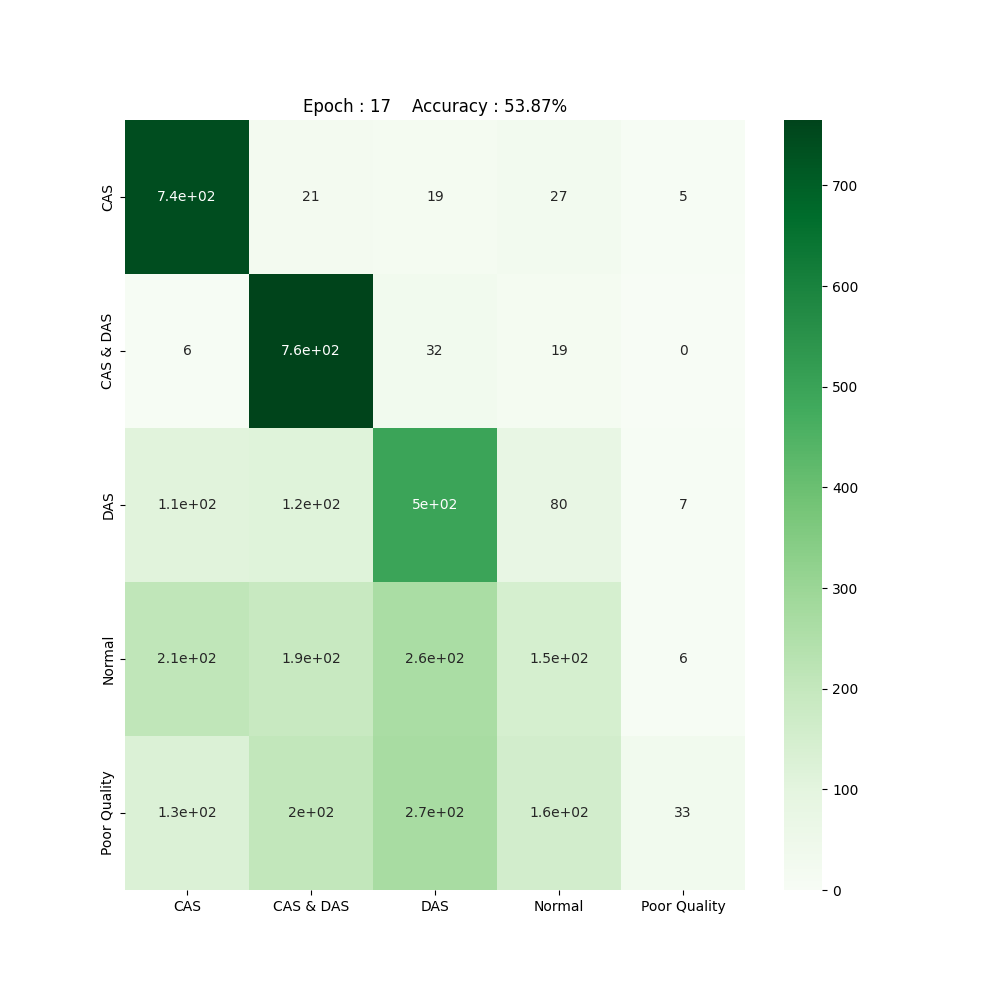 Epoch : 17    Accuracy : 53.87%
CAS 7.4e+02 21 19 27 5
CAS & DAS 6 7.6e+02 32 19 0
DAS 1.1e+02 1.2e+02 5e+02 80 7
Normal 2.1e+02 1.9e+02 2.6e+02 1.5e+02 6
Poor Quality 1.3e+02 2e+02 2.7e+02 1.6e+02 33
CAS CAS & DAS DAS Normal Poor Quality
700
600
500
400
300
200
100
0